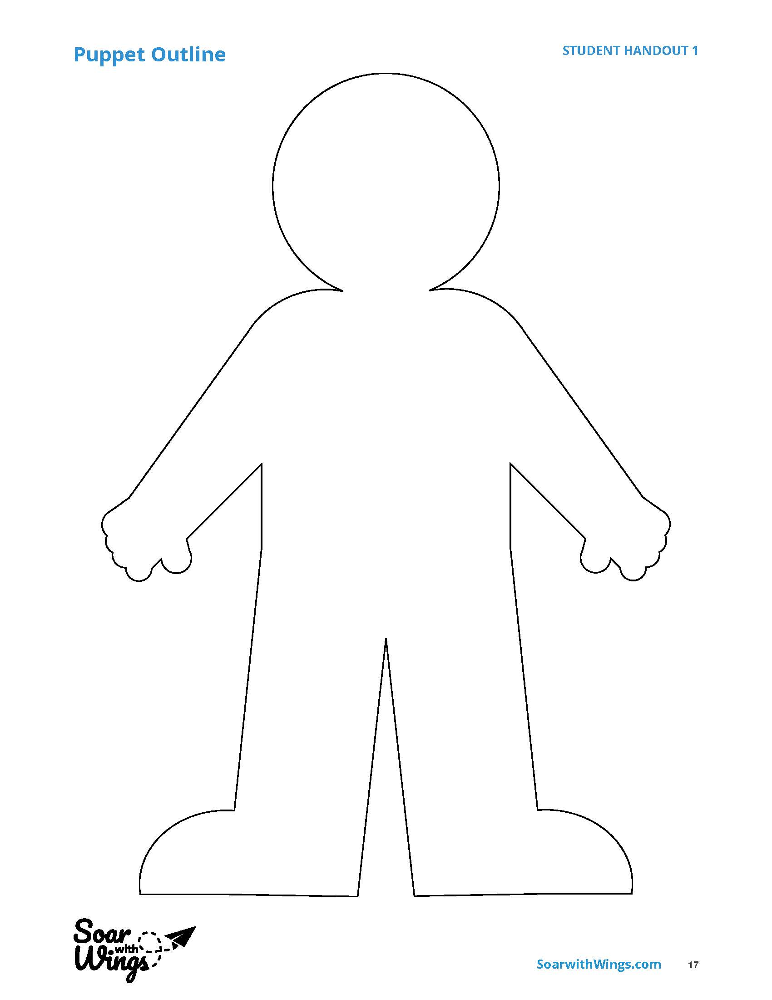 Puppet Outline
STUDENT HANDOUT 1
Soar
with
Wings
SoarwithWings.com 17